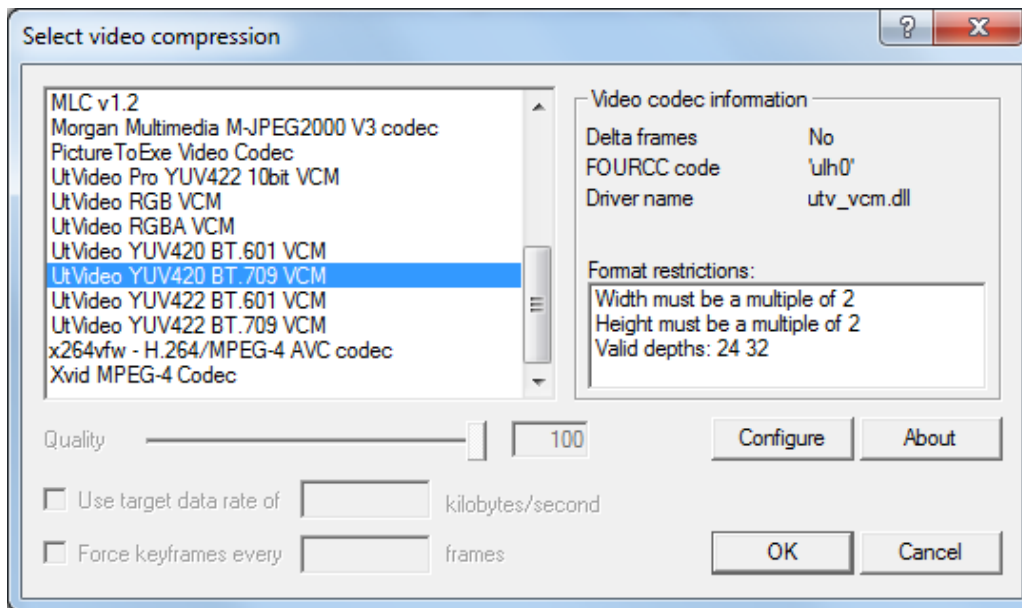 Select video compression
MLC v1.2
Morgan Multimedia M-JPEG2000 V3 codec
PictureToExe Video Codec
UtVideo Pro YUV422 10bit VCM
UtVideo RGB VCM
UtVideo RGBA VCM
UtVideo YUV420 BT.601 VCM
UtVideo YUV420 BT.709 VCM
UtVideo YUV422 BT.601 VCM
UtVideo YUV422 BT.709 VCM
x264vfw - H.264/MPEG-4 AVC codec
Xvid MPEG-4 Codec
Video codec information
Delta frames No
FOURCC code 'ulh0'
Driver name utv_vcm.dll
Format restrictions:
Width must be a multiple of 2
Height must be a multiple of 2
Valid depths: 24 32
Quality 100
Configure About
Use target data rate of kilobytes/second
Force keyframes every frames
OK Cancel